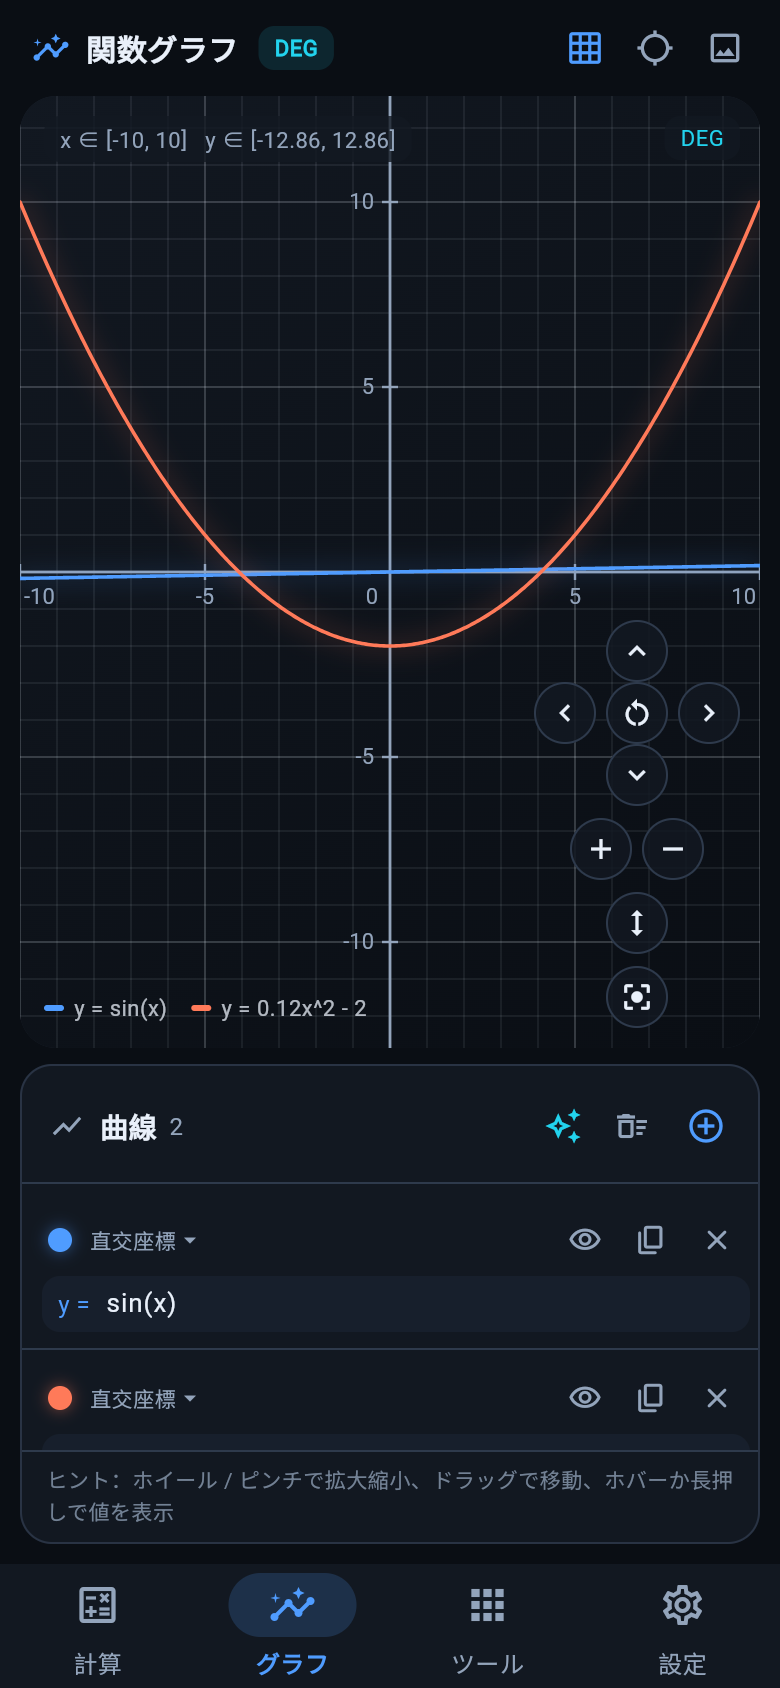 関数グラフ DEG
x ∈ [-10, 10] y ∈ [-12.86, 12.86] DEG
10
5
-10 -5 0 5 10
-5
-10
y = sin(x) y = 0.12x^2 - 2
曲線 2
直交座標
y = sin(x)
直交座標
ヒント: ホイール / ピンチで拡大縮小、ドラッグで移動、ホバーか長押
しで値を表示
計算 グラフ ツール 設定